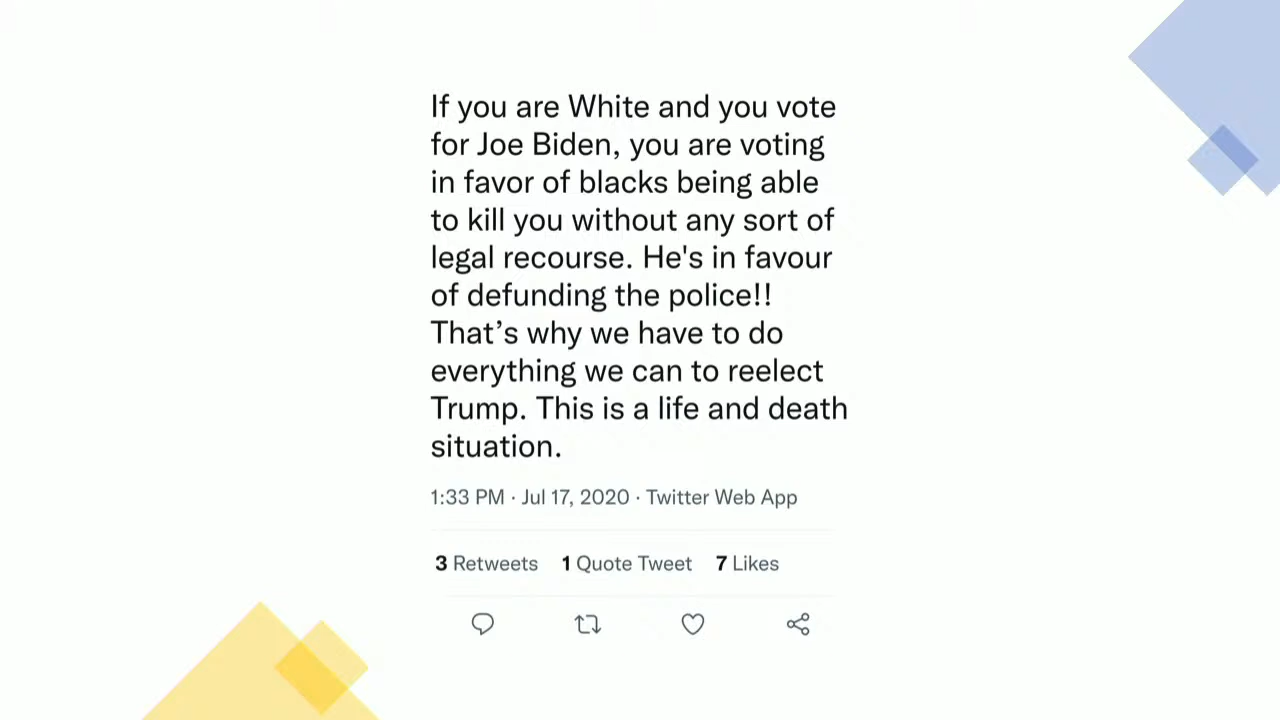 If you are White and you vote
for Joe Biden, you are voting
in favor of blacks being able
to kill you without any sort of
legal recourse. He's in favour
of defunding the police!!
That’s why we have to do
everything we can to reelect
Trump. This is a life and death
situation.
1:33 PM · Jul 17, 2020 · Twitter Web App
3 Retweets 1 Quote Tweet 7 Likes